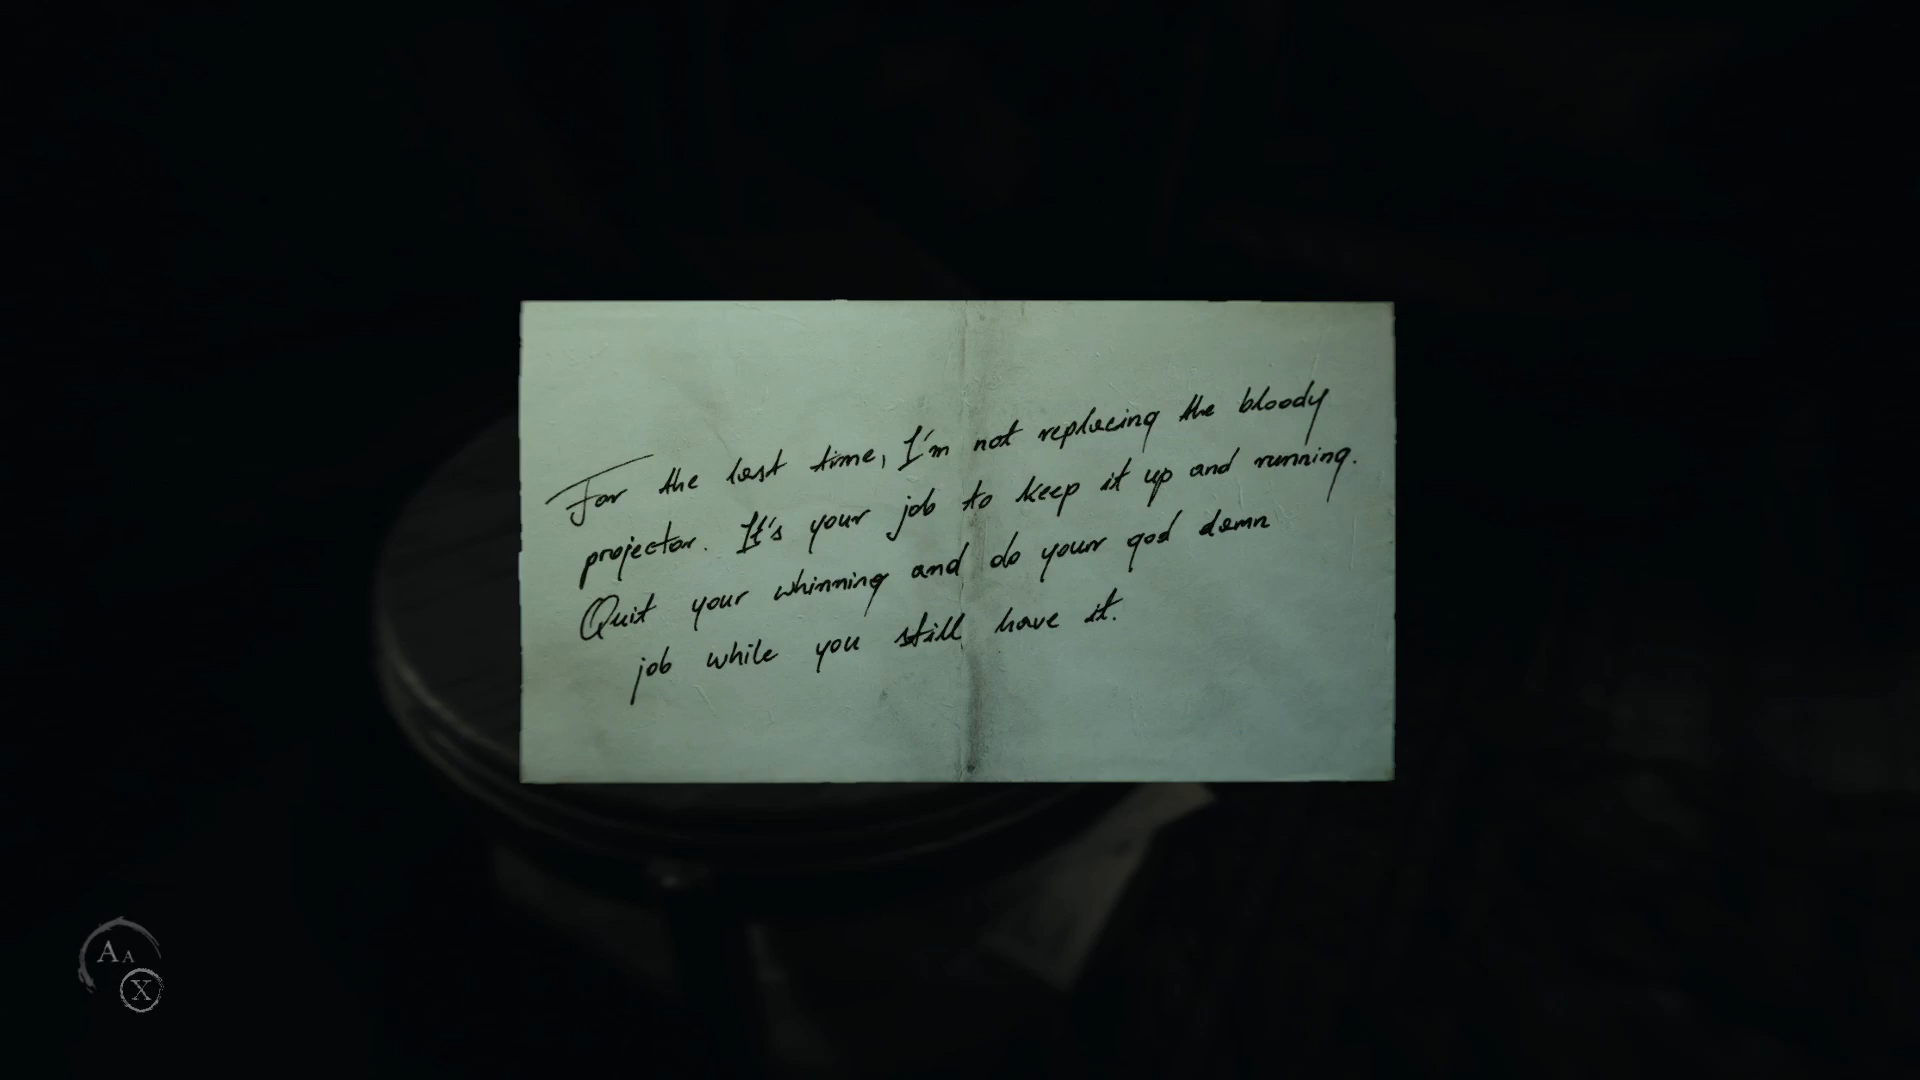 For the last time, I'm not replacing the bloody
projector. It's your job to keep it up and running.
Quit your whinning and do your god damn
job while you still have it.
A A
X